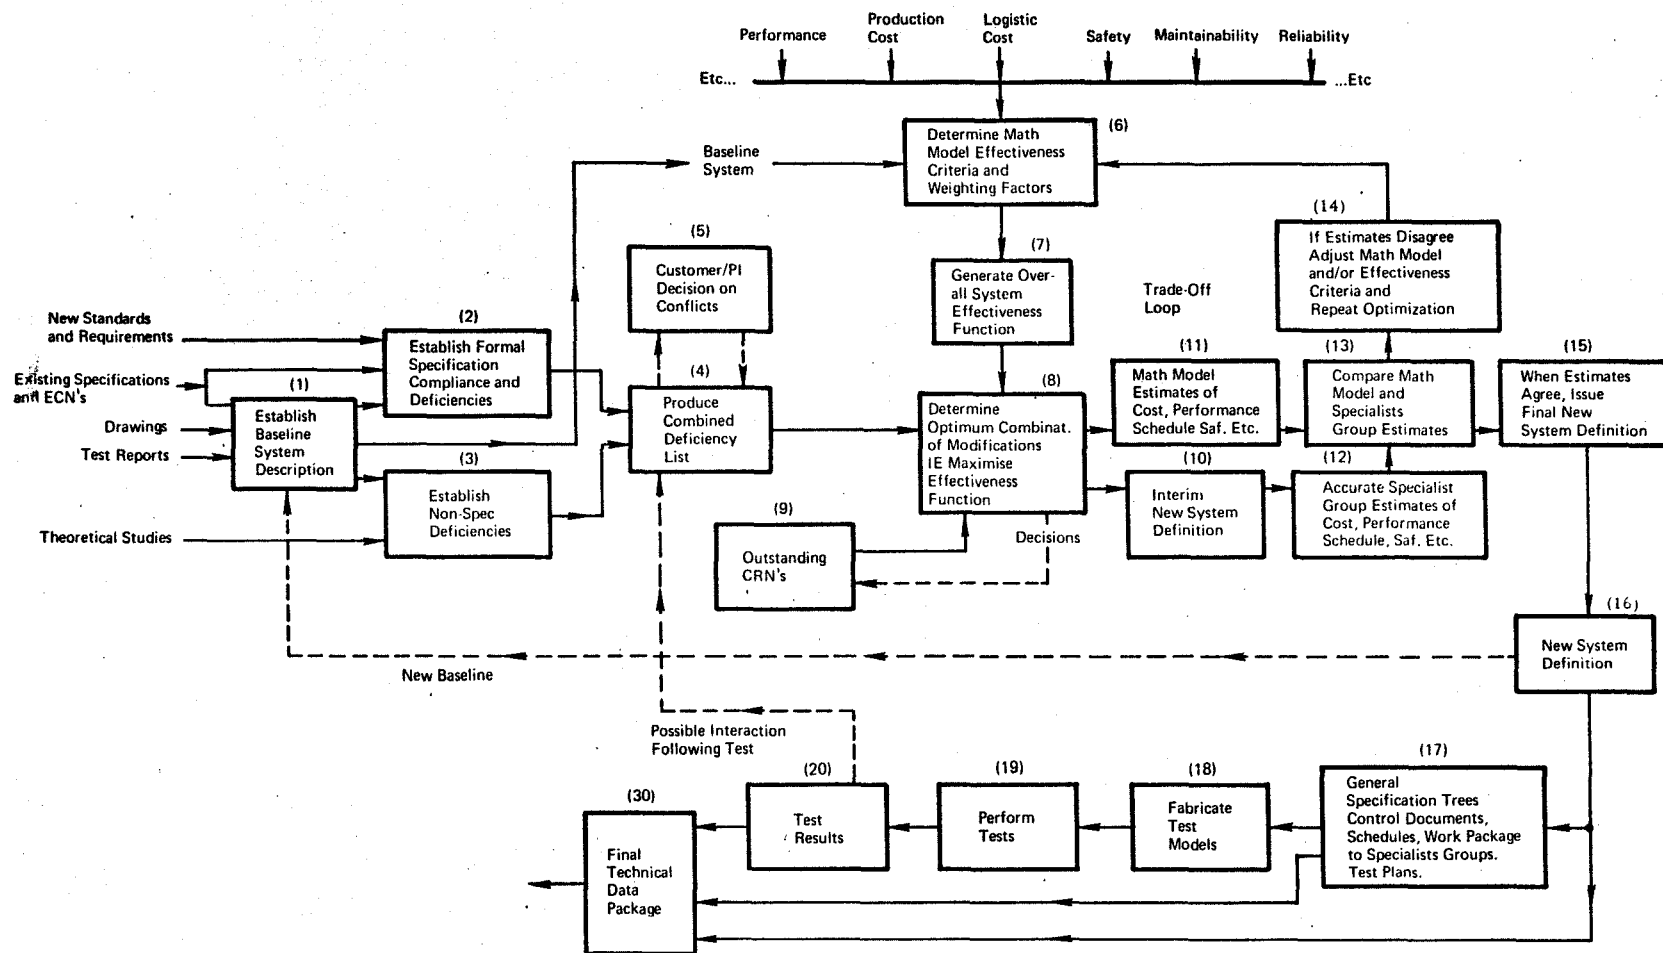 Performance
Production
Cost
Logistic
Cost
Safety
Maintainability
Reliability
Etc...
...Etc
(6)
Determine Math
Model Effectiveness
Criteria and
Weighting Factors
Baseline
System
(14)
If Estimates Disagree
Adjust Math Model
and/or Effectiveness
Criteria and
Repeat Optimization
(5)
Customer/PI
Decision on
Conflicts
(7)
Generate Over-
all System
Effectiveness
Function
Trade-Off
Loop
New Standards
and Requirements
(2)
Establish Formal
Specification
Compliance and
Deficiencies
Existing Specifications
and ECN's
(1)
Establish
Baseline
System
Description
Drawings
Test Reports
(3)
Establish
Non-Spec
Deficiencies
Theoretical Studies
(4)
Produce
Combined
Deficiency
List
(8)
Determine
Optimum Combinat.
of Modifications
IE Maximise
Effectiveness
Function
(11)
Math Model
Estimates of
Cost, Performance
Schedule Saf. Etc.
(13)
Compare Math
Model and
Specialists
Group Estimates
(15)
When Estimates
Agree, Issue
Final New
System Definition
(9)
Outstanding
CRN's
Decisions
(10)
Interim
New System
Definition
(12)
Accurate Specialist
Group Estimates of
Cost, Performance
Schedule, Saf. Etc.
(16)
New System
Definition
New Baseline
Possible Interaction
Following Test
(17)
General
Specification Trees
Control Documents,
Schedules, Work Package
to Specialists Groups.
Test Plans.
(18)
Fabricate
Test
Models
(19)
Perform
Tests
(20)
Test
Results
(30)
Final
Technical
Data
Package